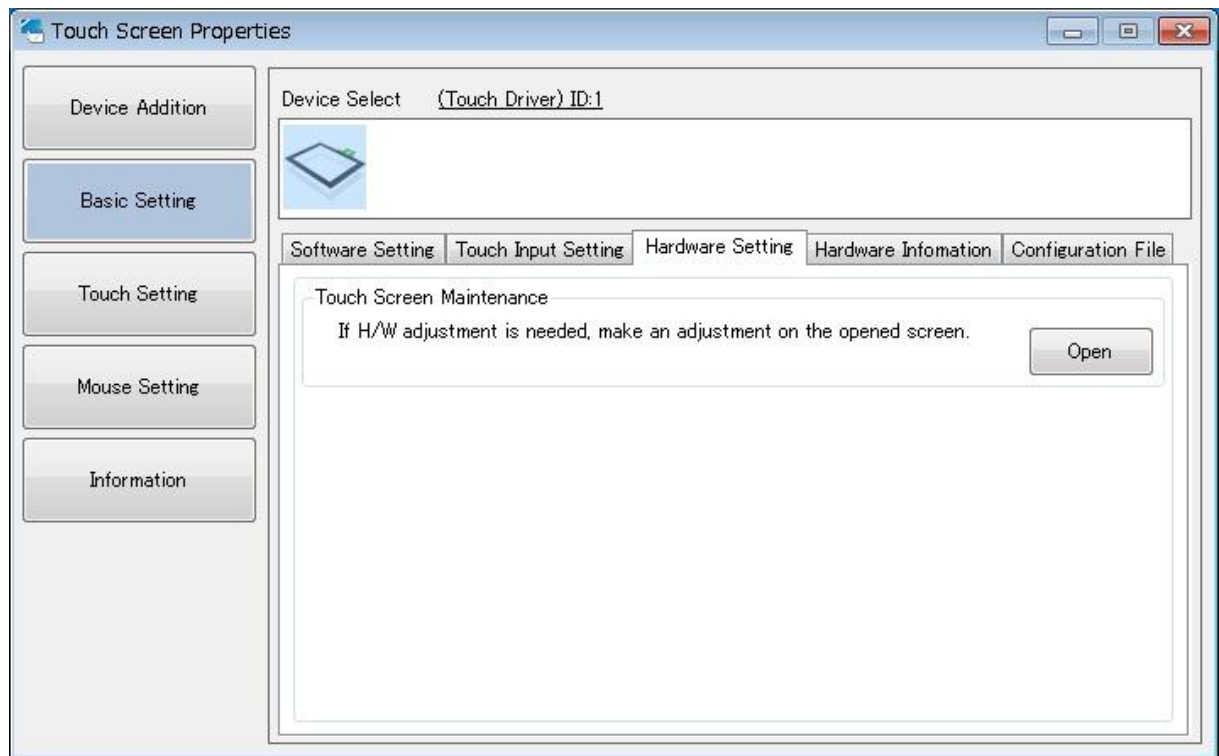 Touch Screen Properties
Device Addition
Basic Setting
Touch Setting
Mouse Setting
Information
Device Select (Touch Driver) ID:1
Software Setting Touch Input Setting Hardware Setting Hardware Infomation Configuration File
Touch Screen Maintenance
If H/W adjustment is needed, make an adjustment on the opened screen.
Open